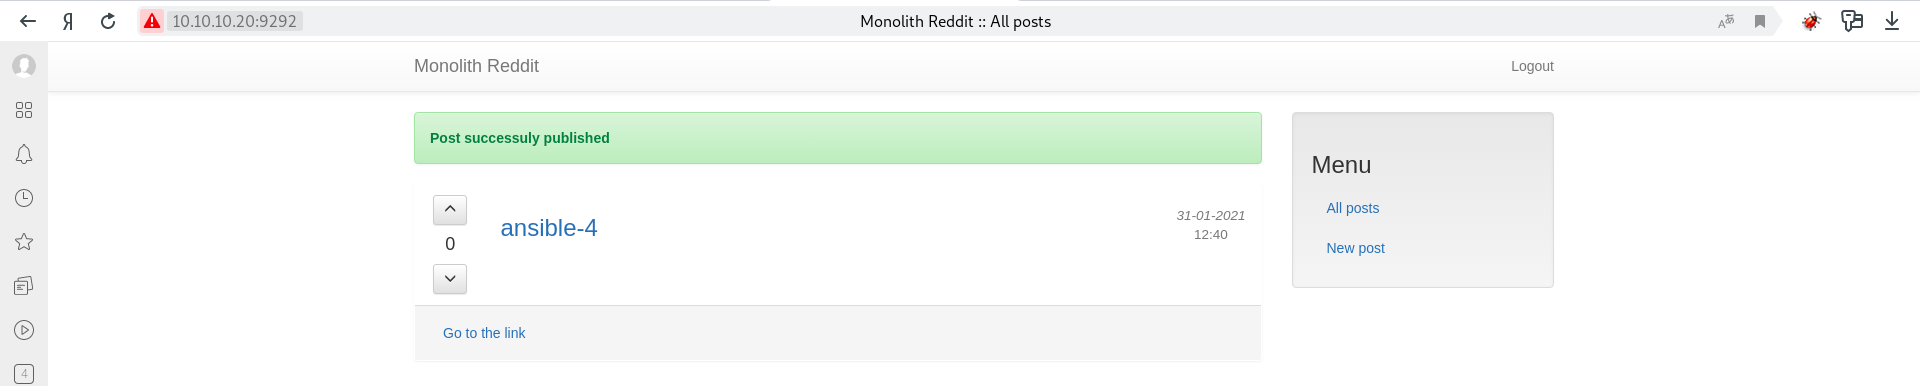 10.10.10.20:9292
Monolith Reddit :: All posts
Monolith Reddit
Logout
Post successuly published
0
ansible-4
31-01-2021
12:40
Go to the link
Menu
All posts
New post
4